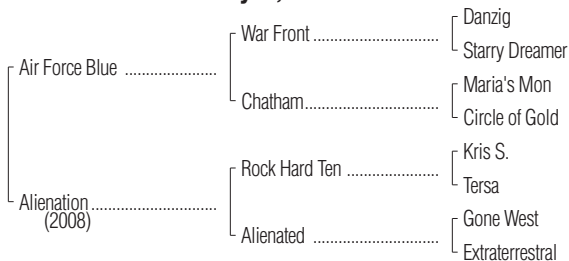 War Front
Danzig
Starry Dreamer
Air Force Blue
Chatham
Maria's Mon
Circle of Gold
Rock Hard Ten
Kris S.
Tersa
Alienation
(2008)
Alienated
Gone West
Extraterrestral